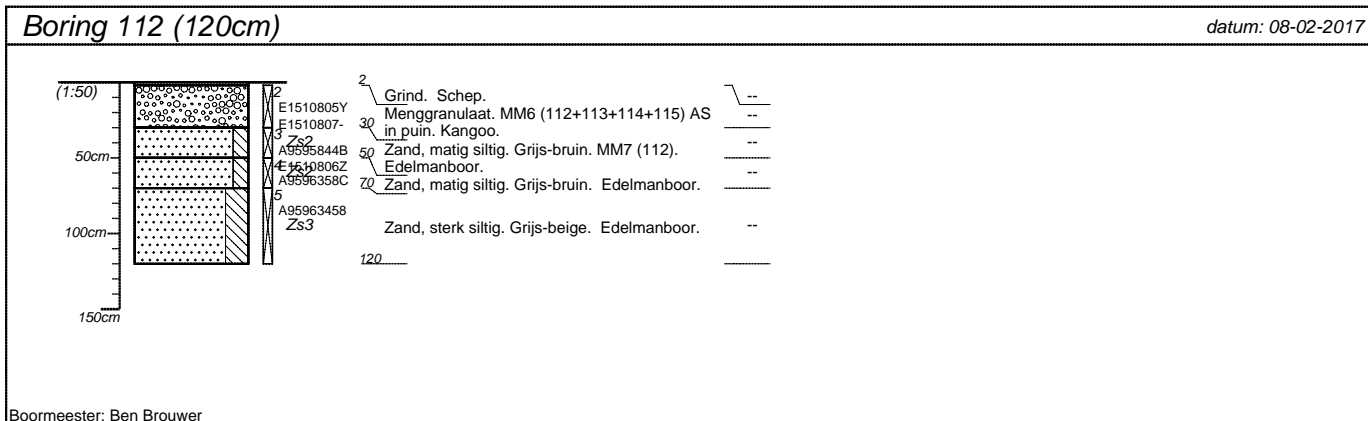 Boring 112 (120cm)
datum: 08-02-2017
(1:50)
50cm
100cm
150cm
2
E1510805Y
E1510807-
3
Zs2
A9595844B
4
E1510806Z
Zs2
A9596358C
5
A95963458
Zs3
2
Grind. Schep.
--
Menggranulaat. MM6 (112+113+114+115) AS
--
30
in puin. Kangoo.
50
Zand, matig siltig. Grijs-bruin. MM7 (112).
--
Edelmanboor.
--
70
Zand, matig siltig. Grijs-bruin. Edelmanboor.
Zand, sterk siltig. Grijs-beige. Edelmanboor.
--
120
Boormeester: Ben Brouwer